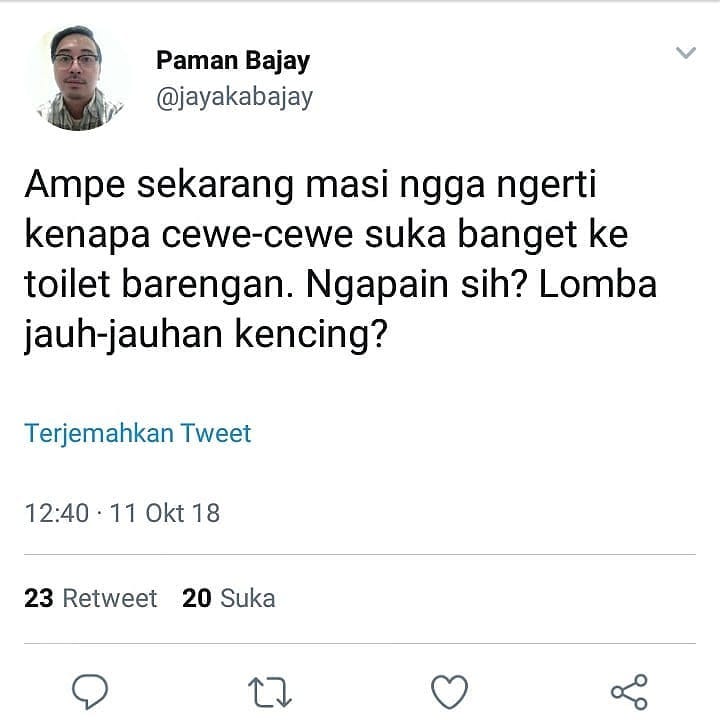 Paman Bajay
@jayakabajay
Ampe sekarang masi ngga ngerti
kenapa cewe-cewe suka banget ke
toilet barengan. Ngapain sih? Lomba
jauh-jauhan kencing?
Terjemahkan Tweet
12:40 · 11 Okt 18
23 Retweet 20 Suka